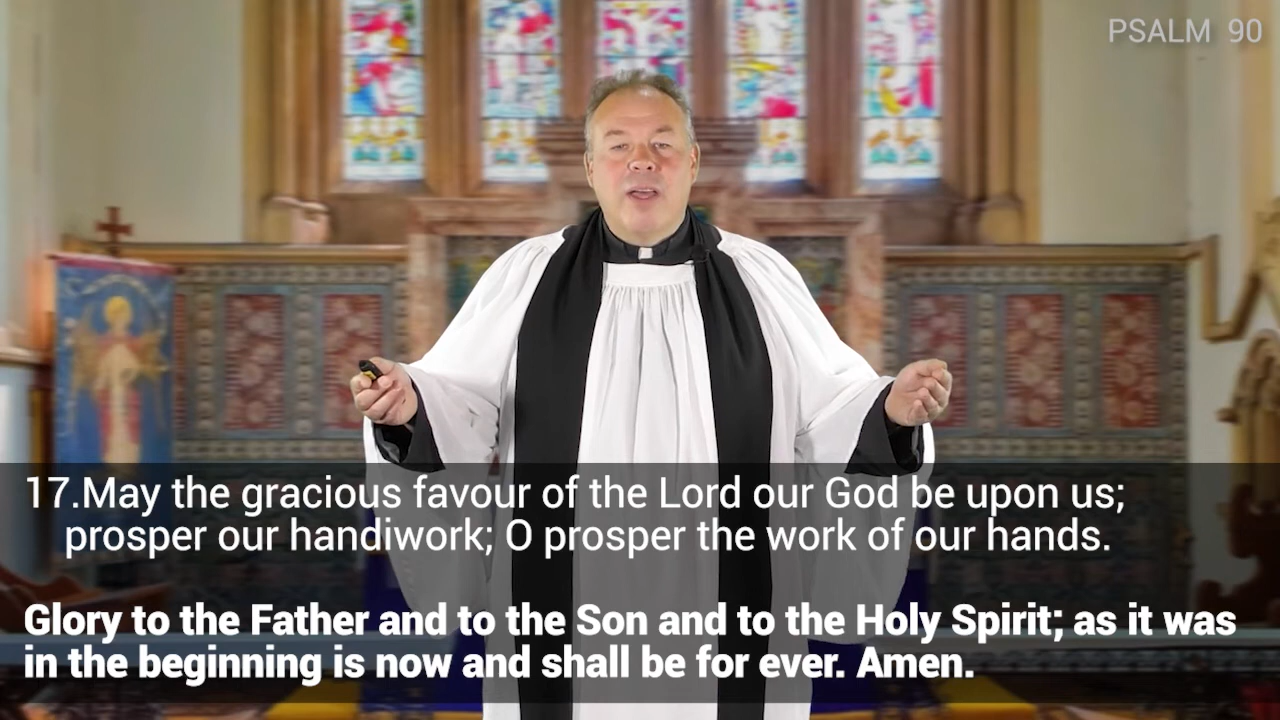 PSALM 90
17.May the gracious favour of the Lord our God be upon us;
prosper our handiwork; O prosper the work of our hands.
Glory to the Father and to the Son and to the Holy Spirit; as it was
in the beginning is now and shall be for ever. Amen.